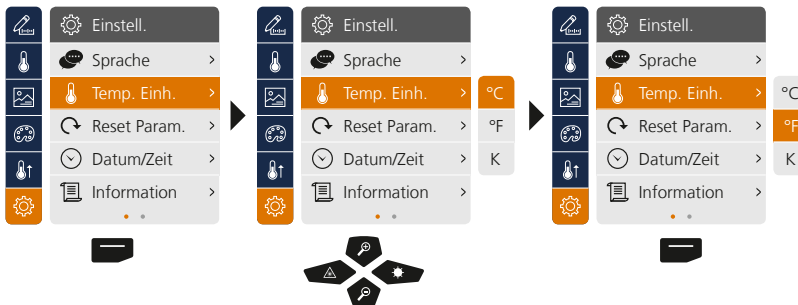 Einstell.
Sprache
Temp. Einh.
Reset Param.
Datum/Zeit
Information
Einstell.
Sprache
Temp. Einh.
°C
Reset Param.
°F
Datum/Zeit
K
Information
Einstell.
Sprache
Temp. Einh.
°C
Reset Param.
°F
Datum/Zeit
K
Information